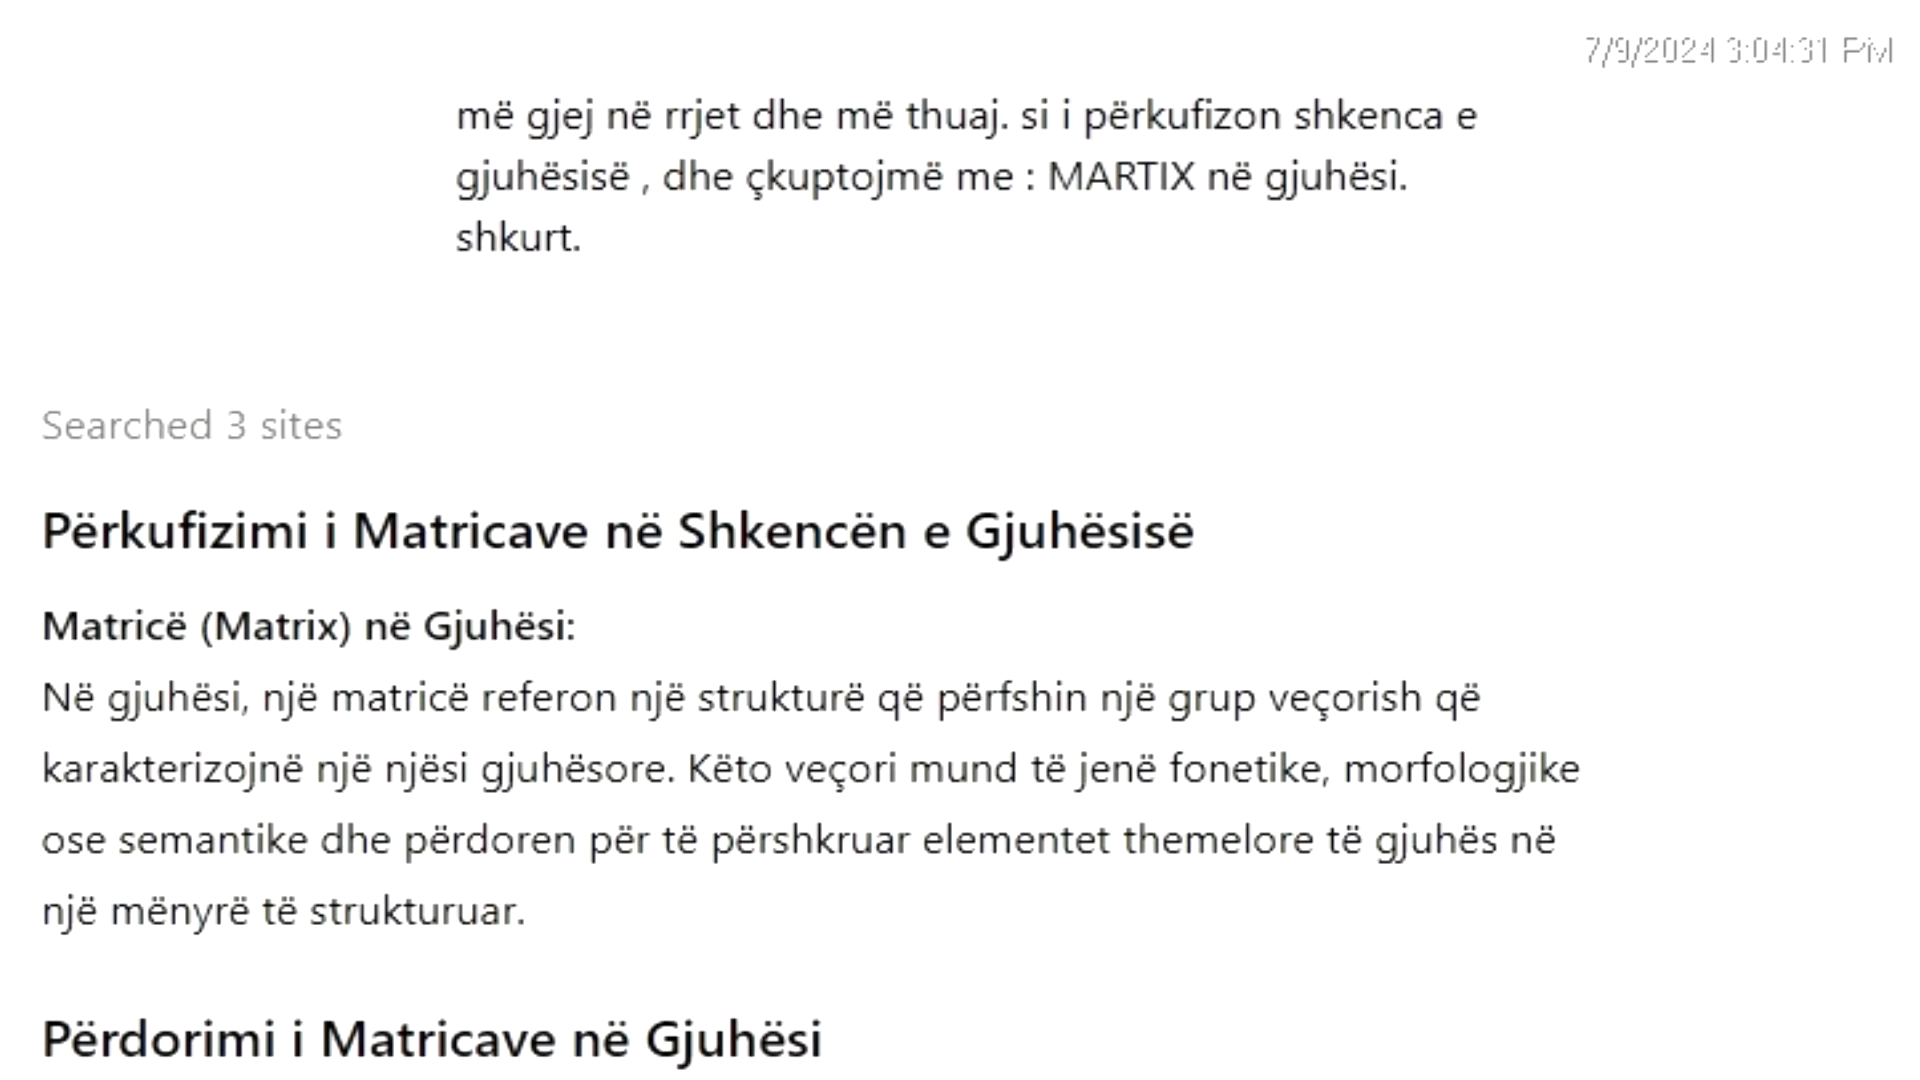 7/9/2024 3:04:31 PM
më gjej në rrjet dhe më thuaj. si i përkufizon shkenca e
gjuhësisë , dhe çkuptojmë me : MARTIX në gjuhësi.
shkurt.
Searched 3 sites
Përkufizimi i Matricave në Shkencën e Gjuhësisë
Matricë (Matrix) në Gjuhësi:
Në gjuhësi, një matricë referon një strukturë që përfshin një grup veçorish që
karakterizojnë një njësi gjuhësore. Këto veçori mund të jenë fonetike, morfologjike
ose semantike dhe përdoren për të përshkruar elementet themelore të gjuhës në
një mënyrë të strukturuar.
Përdorimi i Matricave në Gjuhësi